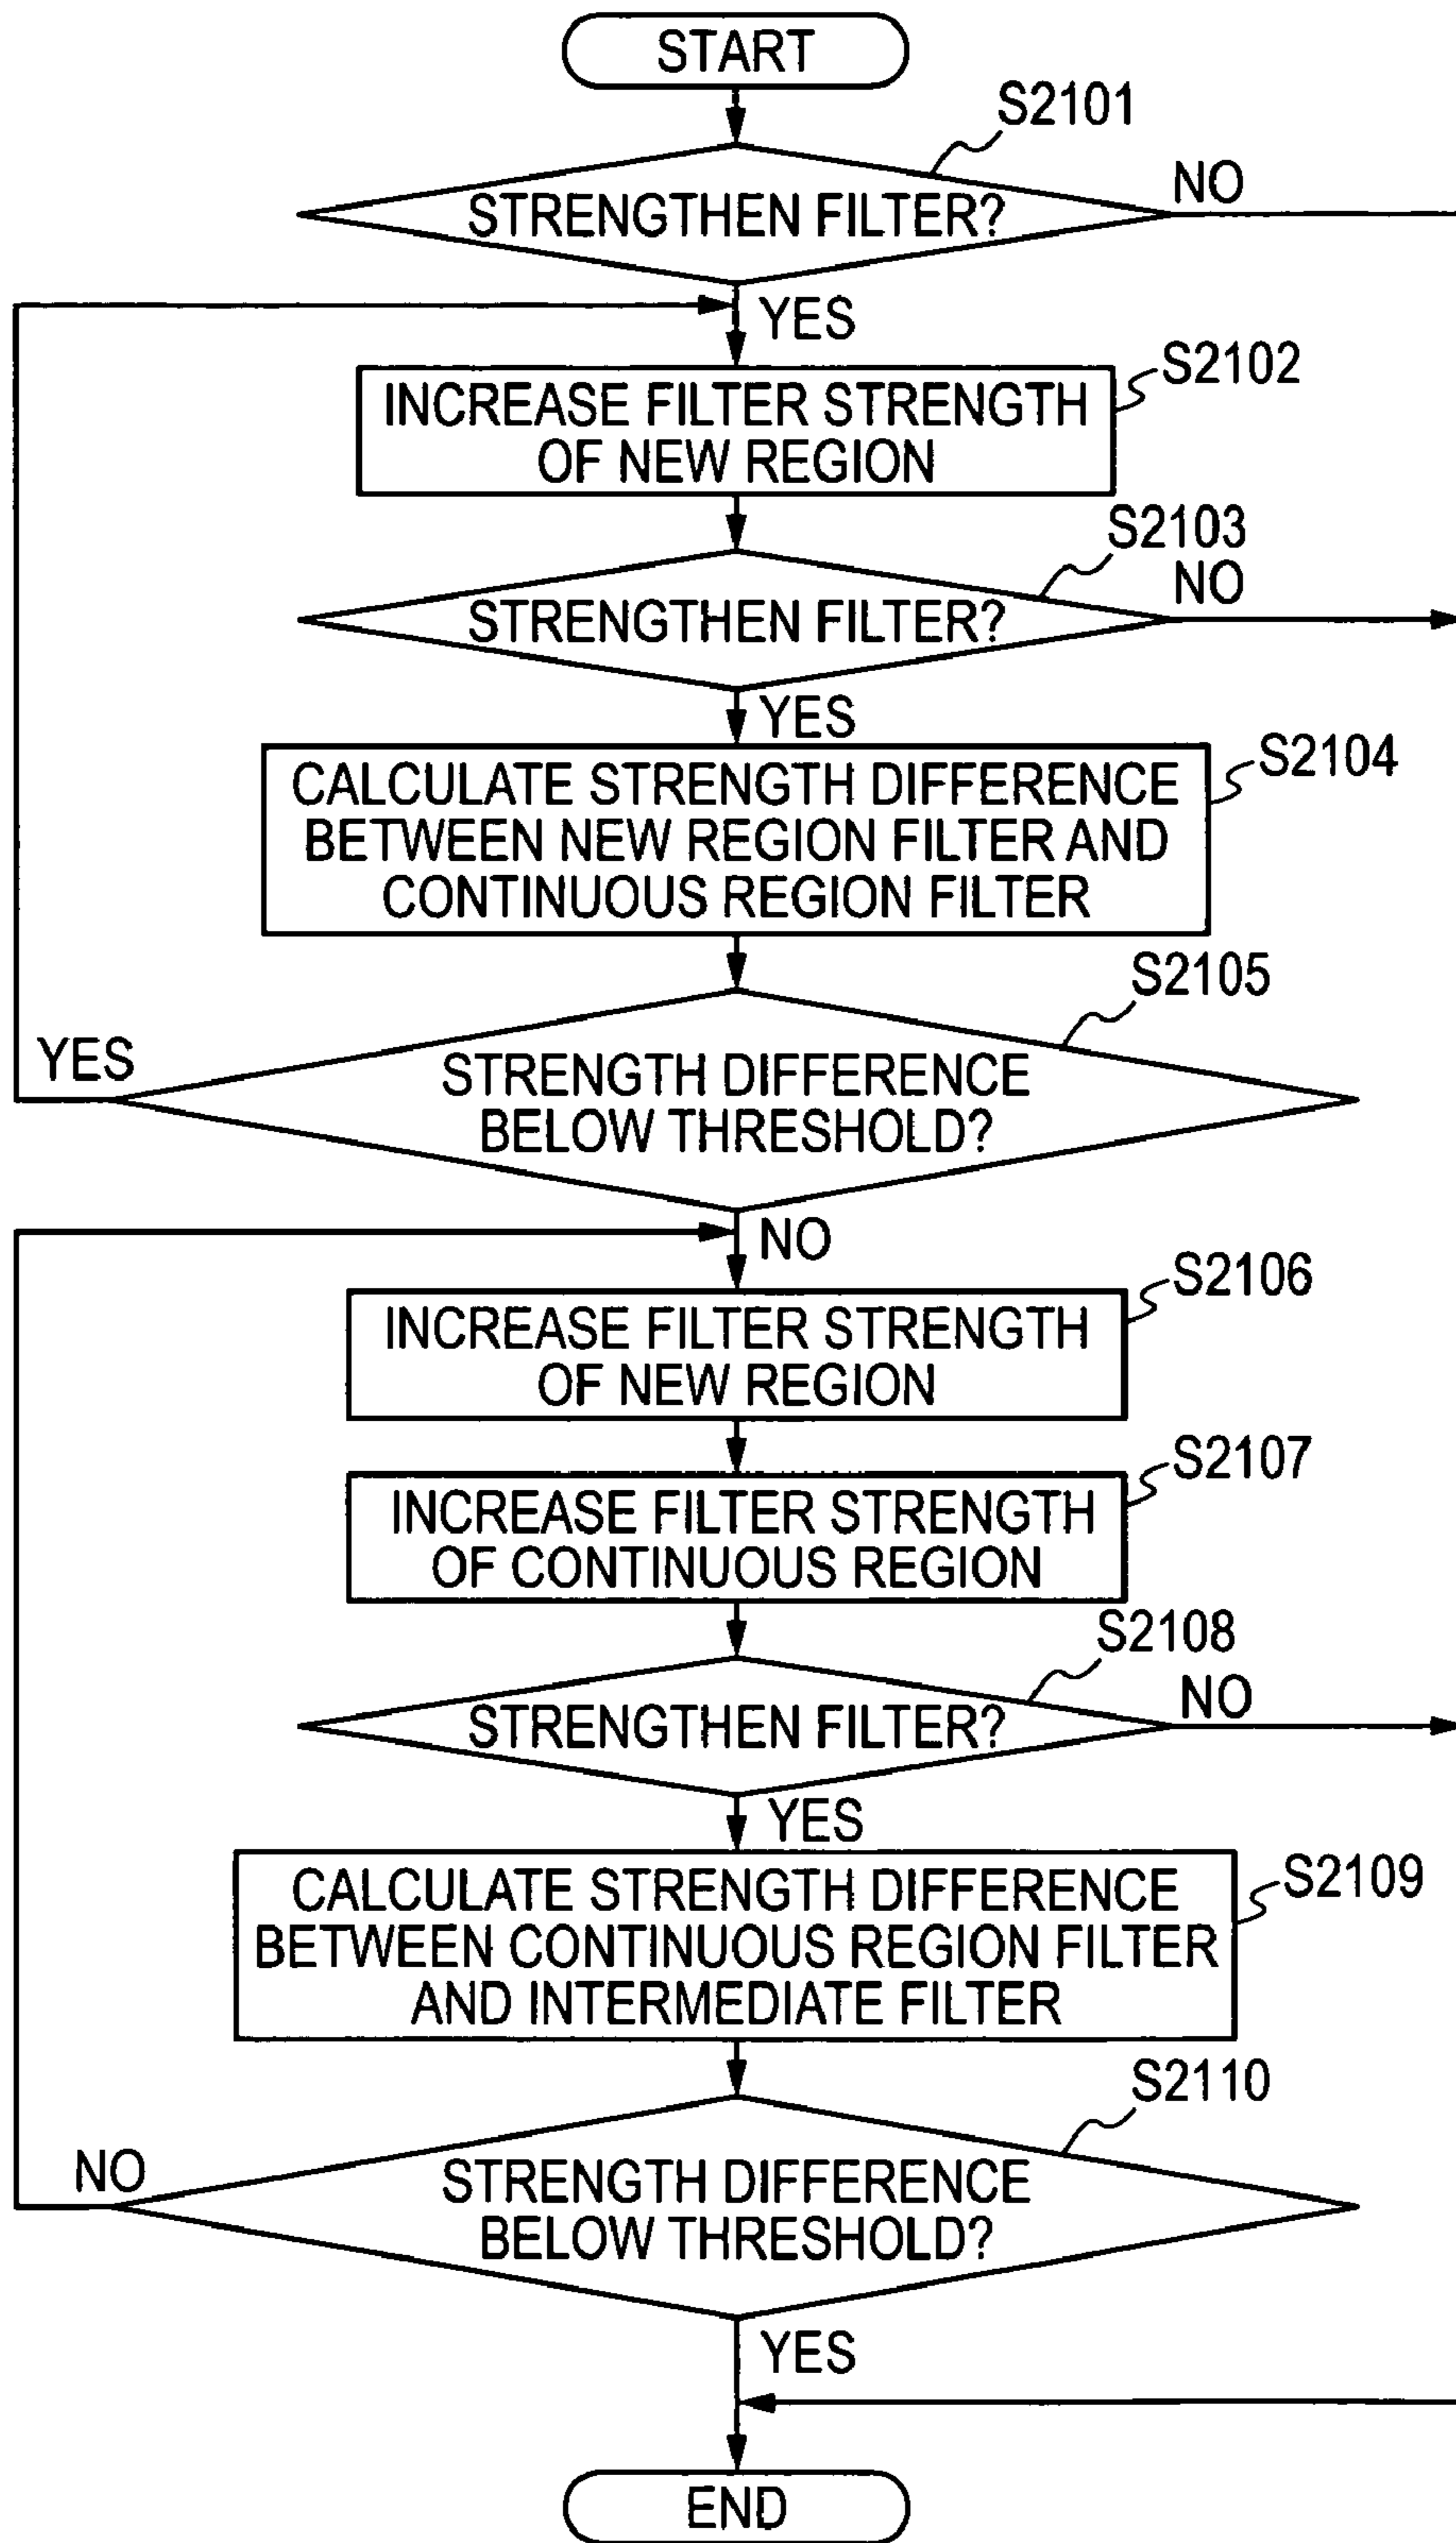 START
S2101
STRENGTHEN FILTER?
NO
YES
S2102
INCREASE FILTER STRENGTH
OF NEW REGION
S2103
STRENGTHEN FILTER?
NO
YES
S2104
CALCULATE STRENGTH DIFFERENCE
BETWEEN NEW REGION FILTER AND
CONTINUOUS REGION FILTER
S2105
YES
STRENGTH DIFFERENCE
BELOW THRESHOLD?
NO
S2106
INCREASE FILTER STRENGTH
OF NEW REGION
S2107
INCREASE FILTER STRENGTH
OF CONTINUOUS REGION
S2108
STRENGTHEN FILTER?
NO
YES
S2109
CALCULATE STRENGTH DIFFERENCE
BETWEEN CONTINUOUS REGION FILTER
AND INTERMEDIATE FILTER
S2110
NO
STRENGTH DIFFERENCE
BELOW THRESHOLD?
YES
END